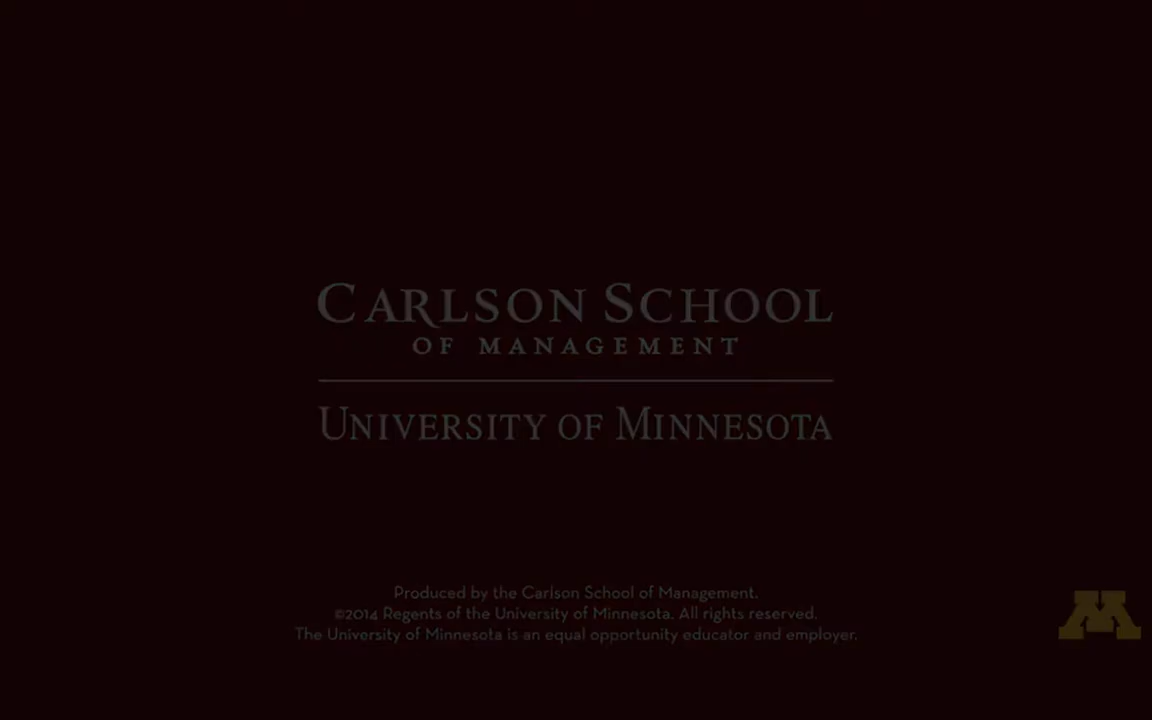 CARLSON SCHOOL
OF MANAGEMENT
UNIVERSITY OF MINNESOTA
Produced by the Carlson School of Management.
©2014 Regents of the University of Minnesota. All rights reserved.
The University of Minnesota is an equal opportunity educator and employer.
M